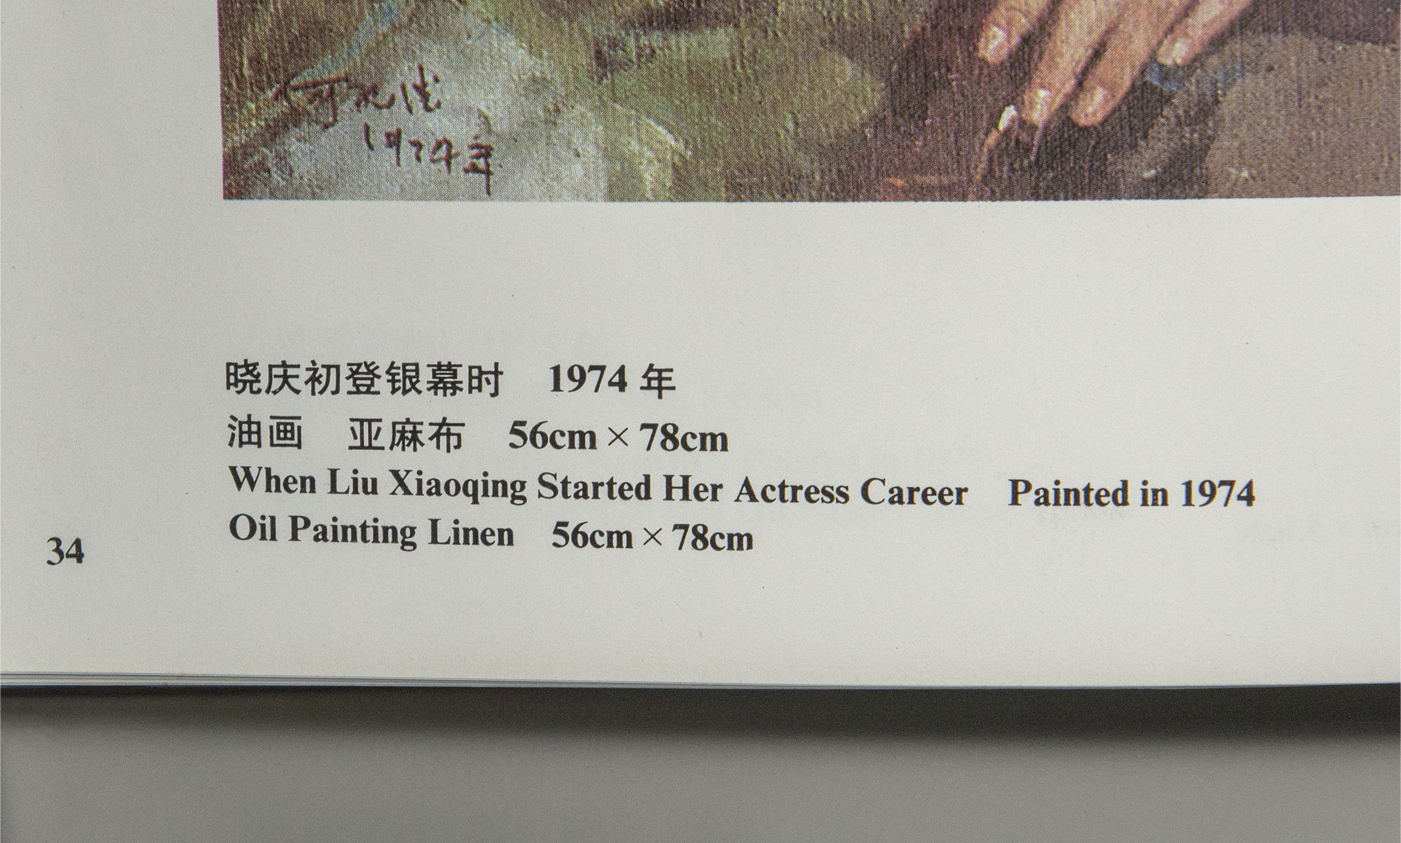 1974年
晓庆初登银幕时 1974 年
油画 亚麻布 56cm × 78cm
When Liu Xiaoqing Started Her Actress Career Painted in 1974
Oil Painting Linen 56cm × 78cm
34